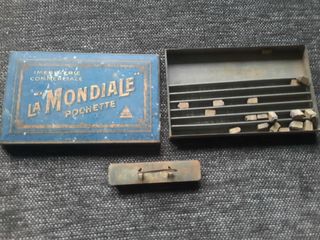 IMPRIMERIE
COMMERCIALE
"LA MONDIALE"
POCHETTE